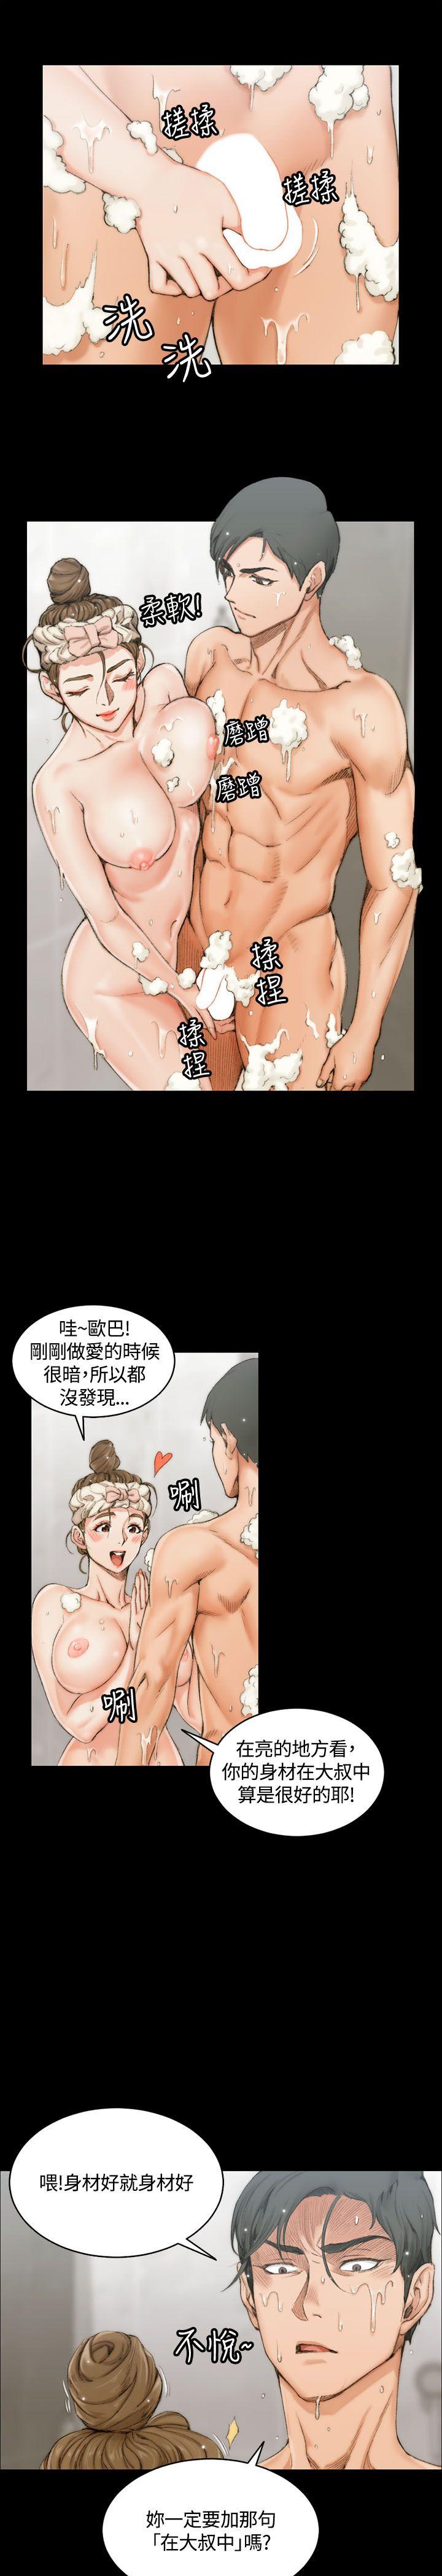 搓揉
搓揉
洗
洗
柔軟!
磨蹭
磨蹭
揉
捏
揉
捏
哇~歐巴!
剛剛做愛的時候
很暗,所以都
沒發現...
唰
唰
在亮的地方看,
你的身材在大叔中
算是很好的耶!
喂!身材好就身材好
不悅~
妳一定要加那句
「在大叔中」嗎?